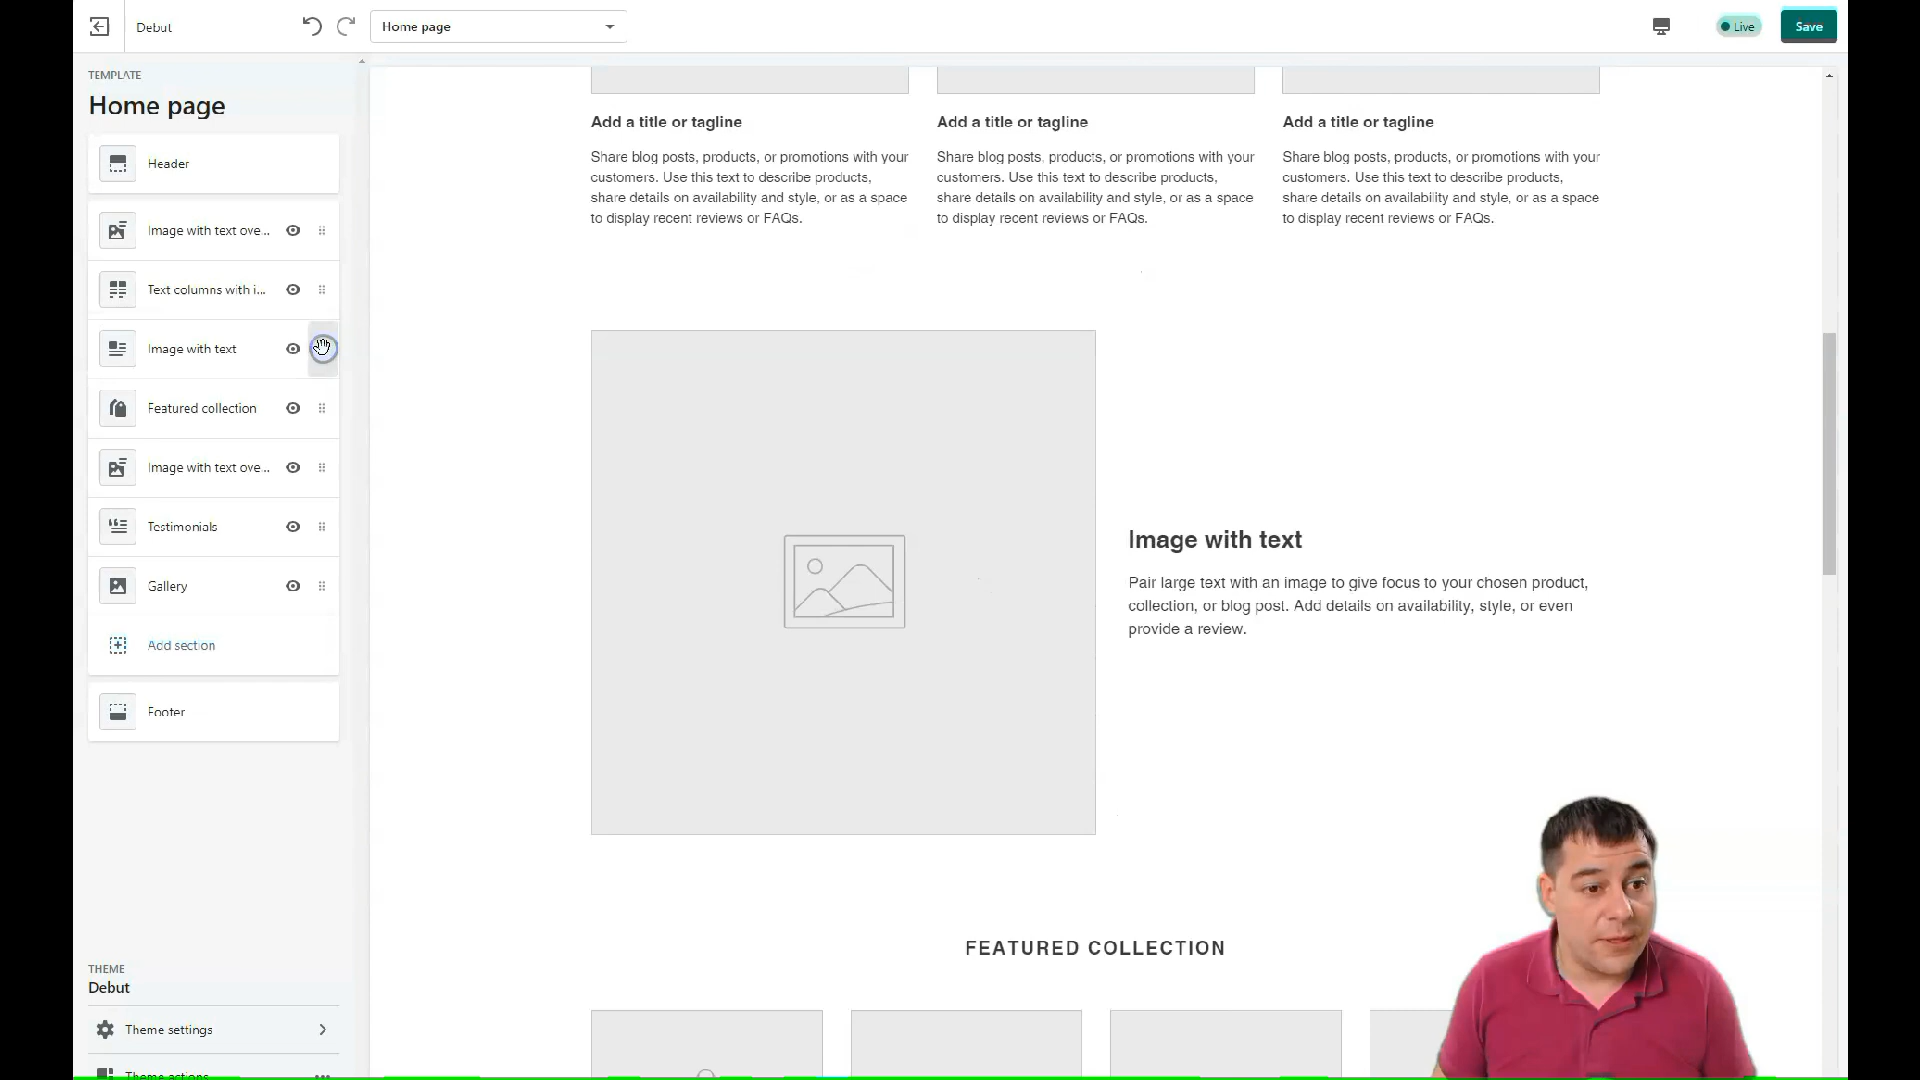 Debut
Home page
Live
Save
TEMPLATE
Home page
Header
Image with text ove...
Text columns with i...
Image with text
Featured collection
Image with text ove...
Testimonials
Gallery
Add section
Footer
THEME
Debut
Theme settings
Theme actions
Add a title or tagline
Share blog posts, products, or promotions with your
customers. Use this text to describe products,
share details on availability and style, or as a space
to display recent reviews or FAQs.
Add a title or tagline
Share blog posts, products, or promotions with your
customers. Use this text to describe products,
share details on availability and style, or as a space
to display recent reviews or FAQs.
Add a title or tagline
Share blog posts, products, or promotions with your
customers. Use this text to describe products,
share details on availability and style, or as a space
to display recent reviews or FAQs.
Image with text
Pair large text with an image to give focus to your chosen product,
collection, or blog post. Add details on availability, style, or even
provide a review.
FEATURED COLLECTION